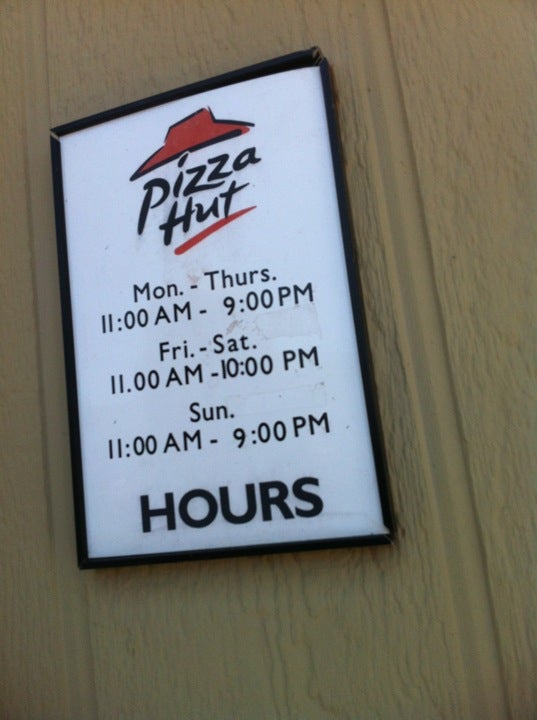 Pizza
Hut
Mon. - Thurs.
11:00 AM - 9:00 PM
Fri. - Sat.
11.00 AM -10:00 PM
Sun.
11:00 AM - 9:00 PM
HOURS